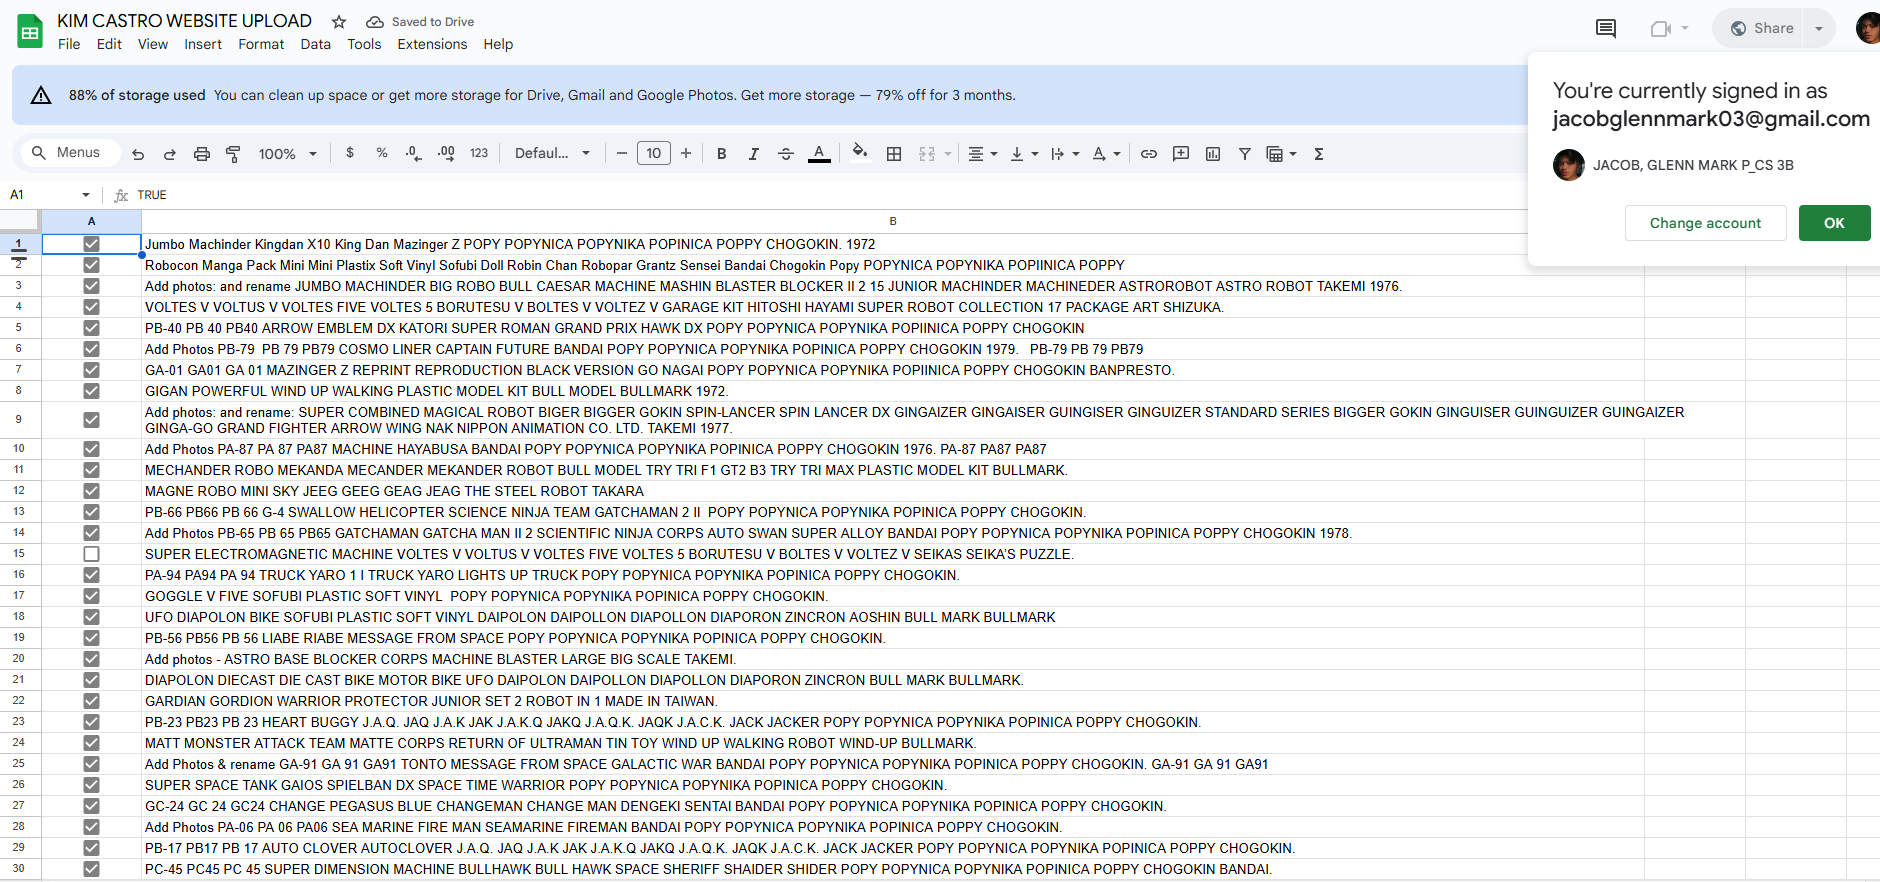 KIM CASTRO WEBSITE UPLOAD
Saved to Drive
File Edit View Insert Format Data Tools Extensions Help
Share
88% of storage used You can clean up space or get more storage for Drive, Gmail and Google Photos. Get more storage — 79% off for 3 months.
You're currently signed in as
jacobglennmark03@gmail.com
JACOB, GLENN MARK P_CS 3B
Change account
OK
Menus 100% $ % .0 .00 123 Defaul... 10 B I A
A1 fx TRUE
A B
1 Jumbo Machinder Kingdan X10 King Dan Mazinger Z POPY POPYNICA POPYNIKA POPINICA POPPY CHOGOKIN. 1972
2 Robocon Manga Pack Mini Mini Plastix Soft Vinyl Sofubi Doll Robin Chan Robopar Grantz Sensei Bandai Chogokin Popy POPYNICA POPYNIKA POPIINICA POPPY
3 Add photos: and rename JUMBO MACHINDER BIG ROBO BULL CAESAR MACHINE MASHIN BLASTER BLOCKER II 2 15 JUNIOR MACHINDER MACHINEDER ASTROROBOT ASTRO ROBOT TAKEMI 1976.
4 VOLTES V VOLTUS V VOLTES FIVE VOLTES 5 BORUTESU V BOLTES V VOLTEZ V GARAGE KIT HITOSHI HAYAMI SUPER ROBOT COLLECTION 17 PACKAGE ART SHIZUKA.
5 PB-40 PB 40 PB40 ARROW EMBLEM DX KATORI SUPER ROMAN GRAND PRIX HAWK DX POPY POPYNICA POPYNIKA POPIINICA POPPY CHOGOKIN
6 Add Photos PB-79 PB 79 PB79 COSMO LINER CAPTAIN FUTURE BANDAI POPY POPYNICA POPYNIKA POPINICA POPPY CHOGOKIN 1979. PB-79 PB 79 PB79
7 GA-01 GA01 GA 01 MAZINGER Z REPRINT REPRODUCTION BLACK VERSION GO NAGAI POPY POPYNICA POPYNIKA POPIINICA POPPY CHOGOKIN BANPRESTO.
8 GIGAN POWERFUL WIND UP WALKING PLASTIC MODEL KIT BULL MODEL BULLMARK 1972.
9 Add photos: and rename: SUPER COMBINED MAGICAL ROBOT BIGER BIGGER GOKIN SPIN-LANCER SPIN LANCER DX GINGAIZER GINGAISER GUINGISER GINGUIZER STANDARD SERIES BIGGER GOKIN GINGUISER GUINGUIZER GUINGAIZER
GINGA-GO GRAND FIGHTER ARROW WING NAK NIPPON ANIMATION CO. LTD. TAKEMI 1977.
10 Add Photos PA-87 PA 87 PA87 MACHINE HAYABUSA BANDAI POPY POPYNICA POPYNIKA POPINICA POPPY CHOGOKIN 1976. PA-87 PA87 PA87
11 MECHANDER ROBO MEKANDA MECANDER MEKANDER ROBOT BULL MODEL TRY TRI F1 GT2 B3 TRY TRI MAX PLASTIC MODEL KIT BULLMARK.
12 MAGNE ROBO MINI SKY JEEG GEEG GEAG JEAG THE STEEL ROBOT TAKARA
13 PB-66 PB66 PB 66 G-4 SWALLOW HELICOPTER SCIENCE NINJA TEAM GATCHAMAN 2 II POPY POPYNICA POPYNIKA POPINICA POPPY CHOGOKIN.
14 Add Photos PB-65 PB 65 PB65 GATCHAMAN GATCHA MAN II 2 SCIENTIFIC NINJA CORPS AUTO SWAN SUPER ALLOY BANDAI POPY POPYNICA POPYNIKA POPINICA POPPY CHOGOKIN 1978.
15 SUPER ELECTROMAGNETIC MACHINE VOLTES V VOLTUS V VOLTES FIVE VOLTES 5 BORUTESU V BOLTES V VOLTEZ V SEIKAS SEIKA'S PUZZLE.
16 PA-94 PA94 PA 94 TRUCK YARO 1 I TRUCK YARO LIGHTS UP TRUCK POPY POPYNICA POPYNIKA POPINICA POPPY CHOGOKIN.
17 GOGGLE V FIVE SOFUBI PLASTIC SOFT VINYL POPY POPYNICA POPYNIKA POPINICA POPPY CHOGOKIN.
18 UFO DIAPOLON BIKE SOFUBI PLASTIC SOFT VINYL DAIPOLON DAIPOLLON DIAPOLLON DIAPORON ZINCRON AOSHIN BULL MARK BULLMARK
19 PB-56 PB56 PB 56 LIABE RIABE MESSAGE FROM SPACE POPY POPYNICA POPYNIKA POPINICA POPPY CHOGOKIN.
20 Add photos - ASTRO BASE BLOCKER CORPS MACHINE BLASTER LARGE BIG SCALE TAKEMI.
21 DIAPOLON DIECAST DIE CAST BIKE MOTOR BIKE UFO DAIPOLON DAIPOLLON DIAPOLLON DIAPORON ZINCRON BULL MARK BULLMARK.
22 GARDIAN GORDION WARRIOR PROTECTOR JUNIOR SET 2 ROBOT IN 1 MADE IN TAIWAN.
23 PB-23 PB23 PB 23 HEART BUGGY J.A.Q. JAQ J.A.K JAK J.A.K.Q JAKQ J.A.Q.K. JAQK J.A.C.K. JACK JACKER POPY POPYNICA POPYNIKA POPINICA POPPY CHOGOKIN.
24 MATT MONSTER ATTACK TEAM MATTE CORPS RETURN OF ULTRAMAN TIN TOY WIND UP WALKING ROBOT WIND-UP BULLMARK.
25 Add Photos & rename GA-91 GA 91 GA91 TONTO MESSAGE FROM SPACE GALACTIC WAR BANDAI POPY POPYNICA POPYNIKA POPINICA POPPY CHOGOKIN. GA-91 GA 91 GA91
26 SUPER SPACE TANK GAIOS SPIELBAN DX SPACE TIME WARRIOR POPY POPYNICA POPYNIKA POPINICA POPPY CHOGOKIN.
27 GC-24 GC 24 GC24 CHANGE PEGASUS BLUE CHANGEMAN CHANGE MAN DENGEKI SENTAI BANDAI POPY POPYNICA POPYNIKA POPINICA POPPY CHOGOKIN.
28 Add Photos PA-06 PA 06 PA06 SEA MARINE FIRE MAN SEAMARINE FIREMAN BANDAI POPY POPYNICA POPYNIKA POPINICA POPPY CHOGOKIN.
29 PB-17 PB17 PB 17 AUTO CLOVER AUTOCLOVER J.A.Q. JAQ J.A.K JAK J.A.K.Q JAKQ J.A.Q.K. JAQK J.A.C.K. JACK JACKER POPY POPYNICA POPYNIKA POPINICA POPPY CHOGOKIN.
30 PC-45 PC45 PC 45 SUPER DIMENSION MACHINE BULLHAWK BULL HAWK SPACE SHERIFF SHAIDER SHIDER POPY POPYNICA POPYNIKA POPINICA POPPY CHOGOKIN BANDAI.